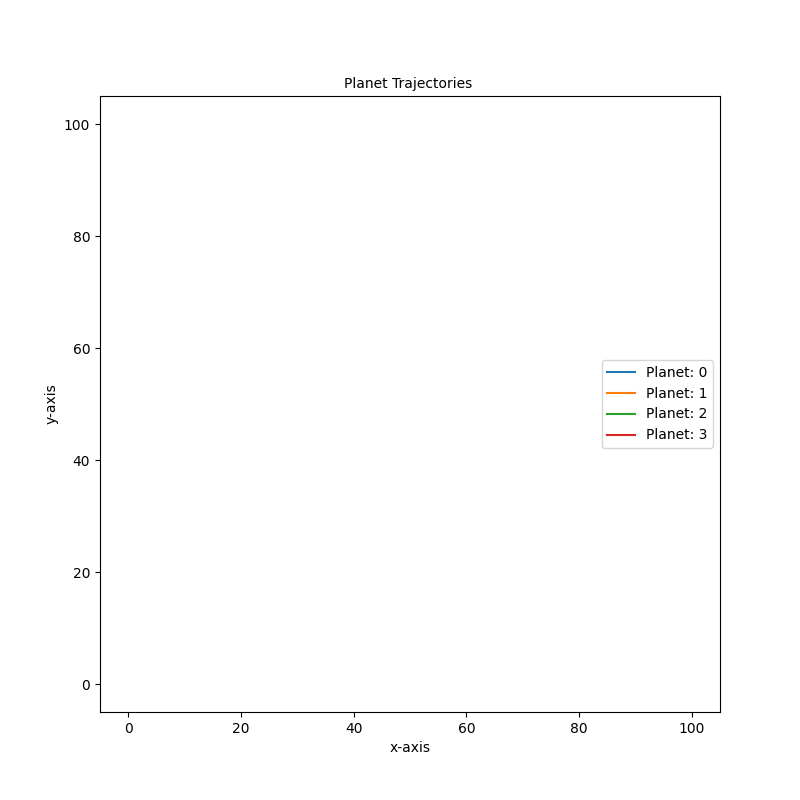 Planet Trajectories
100
80
60
40
20
0
y-axis
Planet: 0
Planet: 1
Planet: 2
Planet: 3
0 20 40 60 80 100
x-axis